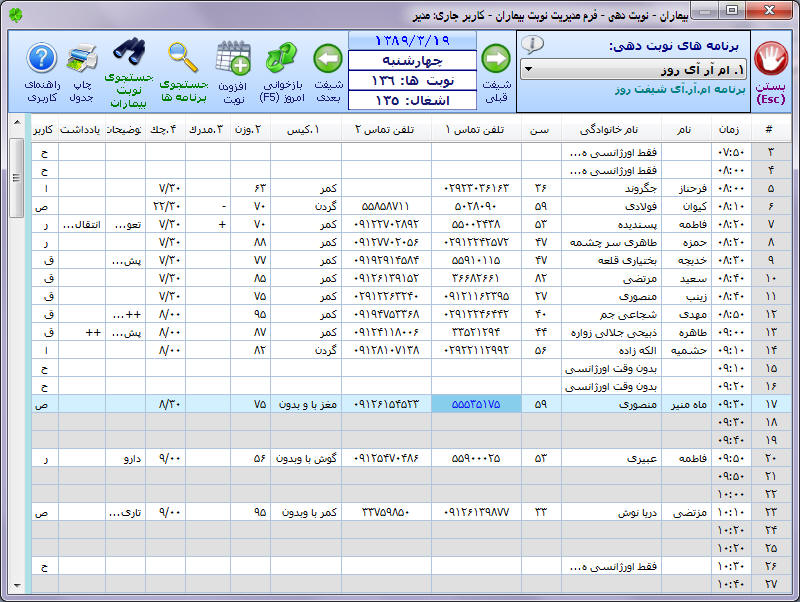 بیماران - نوبت دهی - فرم مدیریت نوبت بیماران - کاربر جاری: مدیر
بستن (Esc)
برنامه های نوبت دهی:
۱. ام آر آی روز
برنامه ام.آر.آی شیفت روز
شیفت قبلی
۱۳۸۹/۳/۱۹
چهارشنبه
نوبت ها: ۱۳۶
اشغال: ۱۳۵
شیفت بعدی
بازخوانی امروز (F5)
افزودن نوبت
جستجوی برنامه ها
جستجوی نوبت بیماران
چاپ جدول
راهنمای کاربری
# زمان نام نام خانوادگی سن تلفن تماس ۱ تلفن تماس ۲ ۱.کیس ۲.وزن ۳.مدرک ۴.چك توضیحات یادداشت کاربر
۳ ۰۷:۵۰ فقط اورژانسی ه... ح
۴ ۰۸:۰۰ فقط اورژانسی ه... ح
۵ ۰۸:۰۰ فرحناز جگروند ۳۶ ۰۲۹۲۳۰۳۶۱۶۳ کمر ۶۳ ۷/۳۰ ا
۶ ۰۸:۱۰ کیوان فولادی ۵۹ ۵۰۲۸۰۹۰ ۵۵۸۵۸۷۱۱ گردن ۷۰ - ۲۲/۳۰ ص
۷ ۰۸:۲۰ فاطمه پسندیده ۵۳ ۵۵۰۰۲۴۳۸ ۰۹۱۲۲۷۰۲۸۹۲ کمر ۷۰ + ۷/۳۰ تعو... انتقال... ر
۸ ۰۸:۲۰ حمزه طاهری سر چشمه ۴۷ ۰۲۹۱۲۲۴۲۵۷۲ ۰۹۱۲۷۷۰۲۰۵۶ کمر ۸۸ ۷/۳۰ ر
۹ ۰۸:۳۰ خدیجه بختیاری قلعه ۴۷ ۵۵۹۱۰۱۱۵ ۰۹۱۹۲۹۱۴۵۸۴ کمر ۷۷ ۷/۳۰ پش... ق
۱۰ ۰۸:۴۰ سعید مرتضی ۸۲ ۳۶۶۸۲۶۶۱ ۰۹۱۲۶۱۳۹۱۵۲ کمر ۸۵ ۷/۳۰ ق
۱۱ ۰۸:۴۰ زینب منصوری ۲۷ ۰۹۱۲۱۱۶۲۳۹۵ ۰۲۹۱۲۲۶۳۲۴۰ کمر ۷۵ ۷/۳۰ ق
۱۲ ۰۸:۵۰ مهدی شجاعی جم ۴۰ ۰۲۹۱۲۲۴۶۴۴۲ ۰۹۱۹۴۷۵۳۳۶۸ کمر ۹۵ ۸/۰۰ ++... ق
۱۳ ۰۹:۰۰ طاهره ذبیحی جلالی زواره ۴۴ ۳۳۵۲۱۲۹۴ ۰۹۱۲۴۱۱۸۰۰۶ کمر ۸۷ ۸/۰۰ پش... ++ ق
۱۴ ۰۹:۱۰ حشمیه الکه زاده ۵۶ ۰۲۹۲۲۱۱۲۹۹۲ ۰۹۱۲۸۱۰۷۱۳۸ گردن ۸۲ ۸/۰۰ ا
۱۵ ۰۹:۱۰ بدون وقت اورژانسی ح
۱۶ ۰۹:۲۰ بدون وقت اورژانسی ح
۱۷ ۰۹:۳۰ ماه منیر منصوری ۵۹ ۵۵۵۳۵۱۷۵ ۰۹۱۲۶۱۵۴۵۲۳ مغز با و بدون ۷۵ ۸/۳۰ ص
۱۸ ۰۹:۳۰
۱۹ ۰۹:۴۰
۲۰ ۰۹:۵۰ فاطمه عبیری ۵۳ ۵۵۹۰۰۰۲۵ ۰۹۱۲۵۴۷۰۴۸۶ گوش با وبدون ۵۶ ۹/۰۰ دارو ر
۲۱ ۰۹:۵۰
۲۲ ۱۰:۰۰
۲۳ ۱۰:۱۰ مرتضی دریا نوش ۳۳ ۰۹۱۲۶۱۳۹۸۷۷ ۳۳۷۵۹۸۵۰ کمر با وبدون ۹۵ ۹/۰۰ تاری... ص
۲۴ ۱۰:۲۰
۲۵ ۱۰:۲۰
۲۶ ۱۰:۳۰ فقط اورژانسی ه... ح
۲۷ ۱۰:۴۰